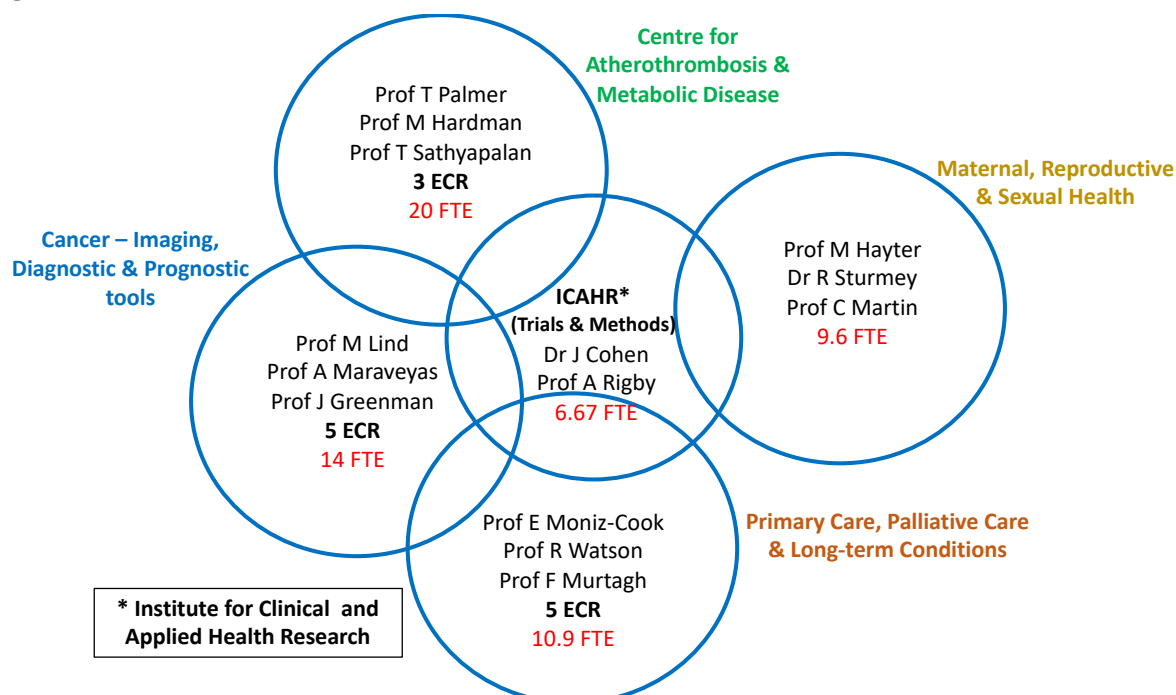 Centre for
Atherothrombosis &
Metabolic Disease
Prof T Palmer
Prof M Hardman
Prof T Sathyapalan
3 ECR
20 FTE
Maternal, Reproductive
& Sexual Health
Prof M Hayter
Dr R Sturmey
Prof C Martin
9.6 FTE
Cancer – Imaging,
Diagnostic & Prognostic
tools
ICAHR*
(Trials & Methods)
Dr J Cohen
Prof A Rigby
6.67 FTE
Prof M Lind
Prof A Maraveyas
Prof J Greenman
5 ECR
14 FTE
Prof E Moniz-Cook
Prof R Watson
Prof F Murtagh
5 ECR
10.9 FTE
Primary Care, Palliative Care
& Long-term Conditions
* Institute for Clinical and
Applied Health Research